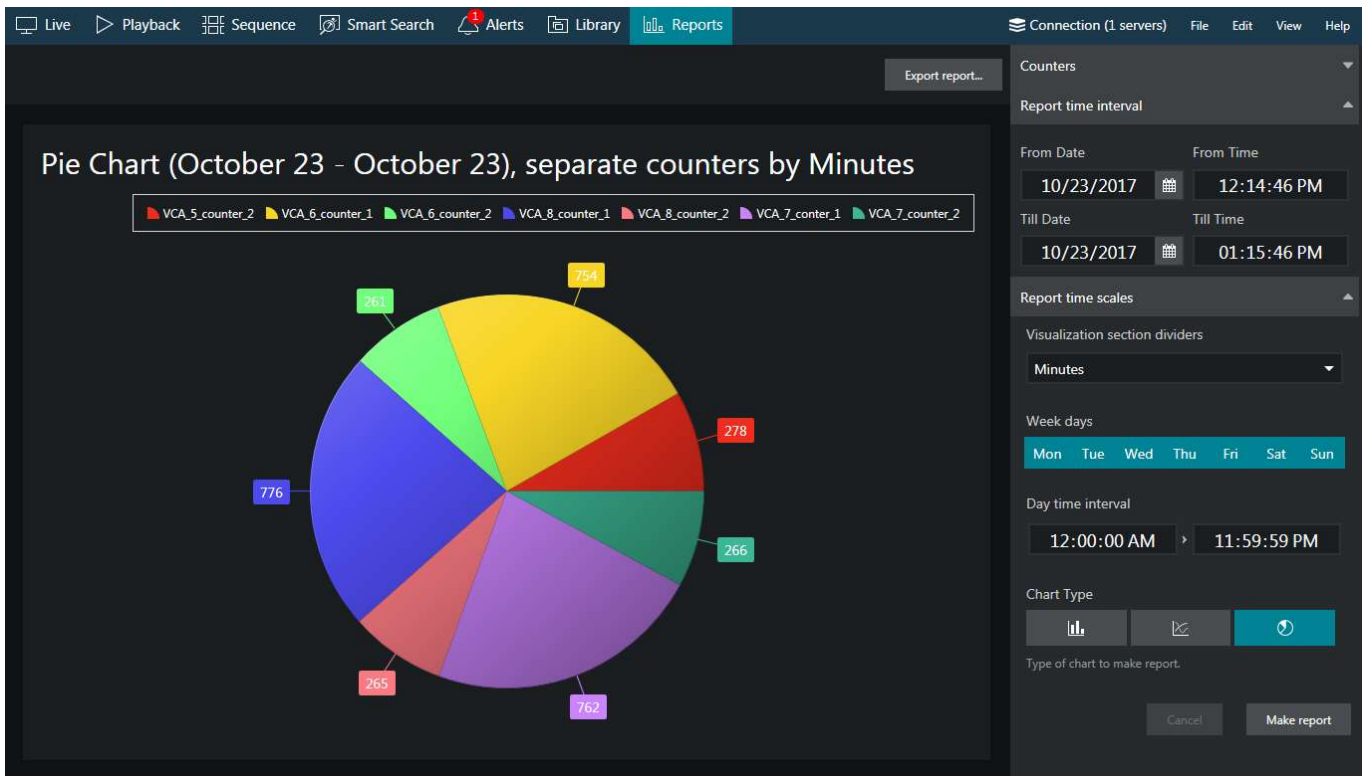 Live Playback Sequence Smart Search 1 Alerts Library Reports Connection (1 servers) File Edit View Help
Export report...
Pie Chart (October 23 - October 23), separate counters by Minutes
VCA_5_counter_2 VCA_6_counter_1 VCA_6_counter_2 VCA_8_counter_1 VCA_8_counter_2 VCA_7_conter_1 VCA_7_counter_2
754
261
278
776
266
265
762
Counters
Report time interval
From Date From Time
10/23/2017 12:14:46 PM
Till Date Till Time
10/23/2017 01:15:46 PM
Report time scales
Visualization section dividers
Minutes
Week days
Mon Tue Wed Thu Fri Sat Sun
Day time interval
12:00:00 AM › 11:59:59 PM
Chart Type
Type of chart to make report.
Cancel Make report